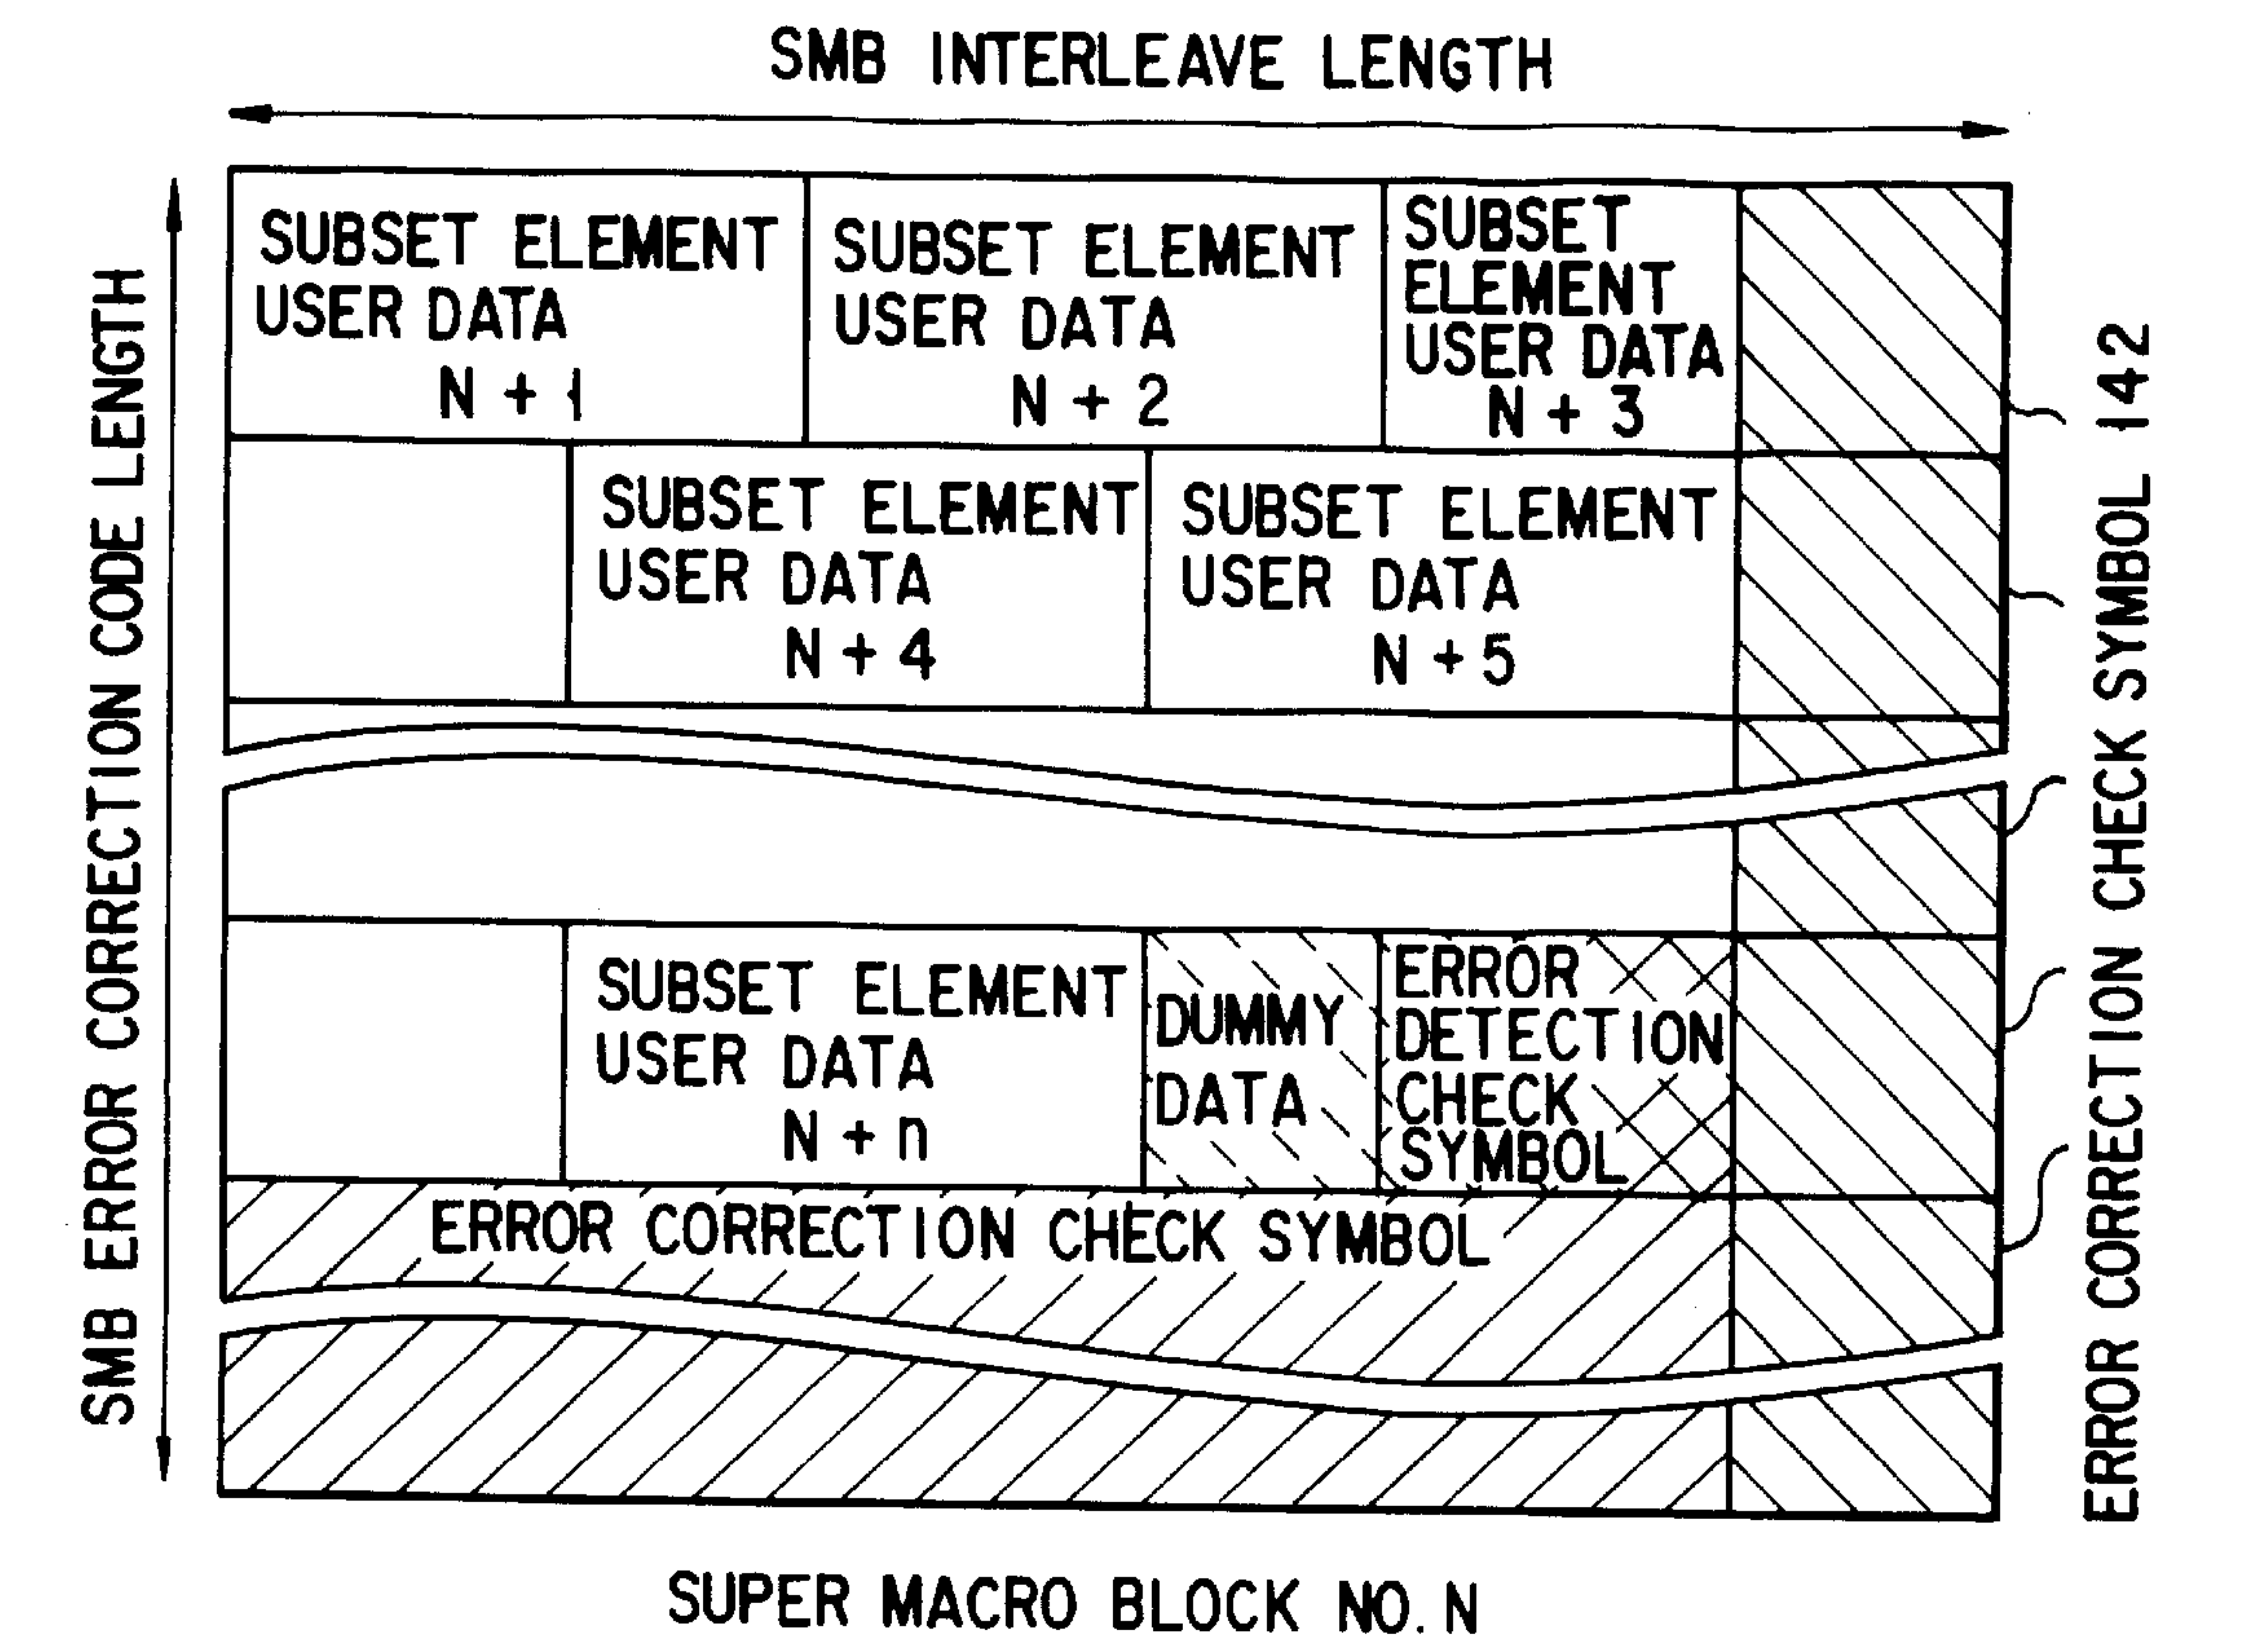 SMB INTERLEAVE LENGTH
SMB ERROR CORRECTION CODE LENGTH
SUBSET ELEMENT
USER DATA
N + 1
SUBSET ELEMENT
USER DATA
N + 2
SUBSET
ELEMENT
USER DATA
N + 3
SUBSET ELEMENT
USER DATA
N + 4
SUBSET ELEMENT
USER DATA
N + 5
SUBSET ELEMENT
USER DATA
N + n
DUMMY
DATA
ERROR
DETECTION
CHECK
SYMBOL
ERROR CORRECTION CHECK SYMBOL
ERROR CORRECTION CHECK SYMBOL 142
SUPER MACRO BLOCK NO. N